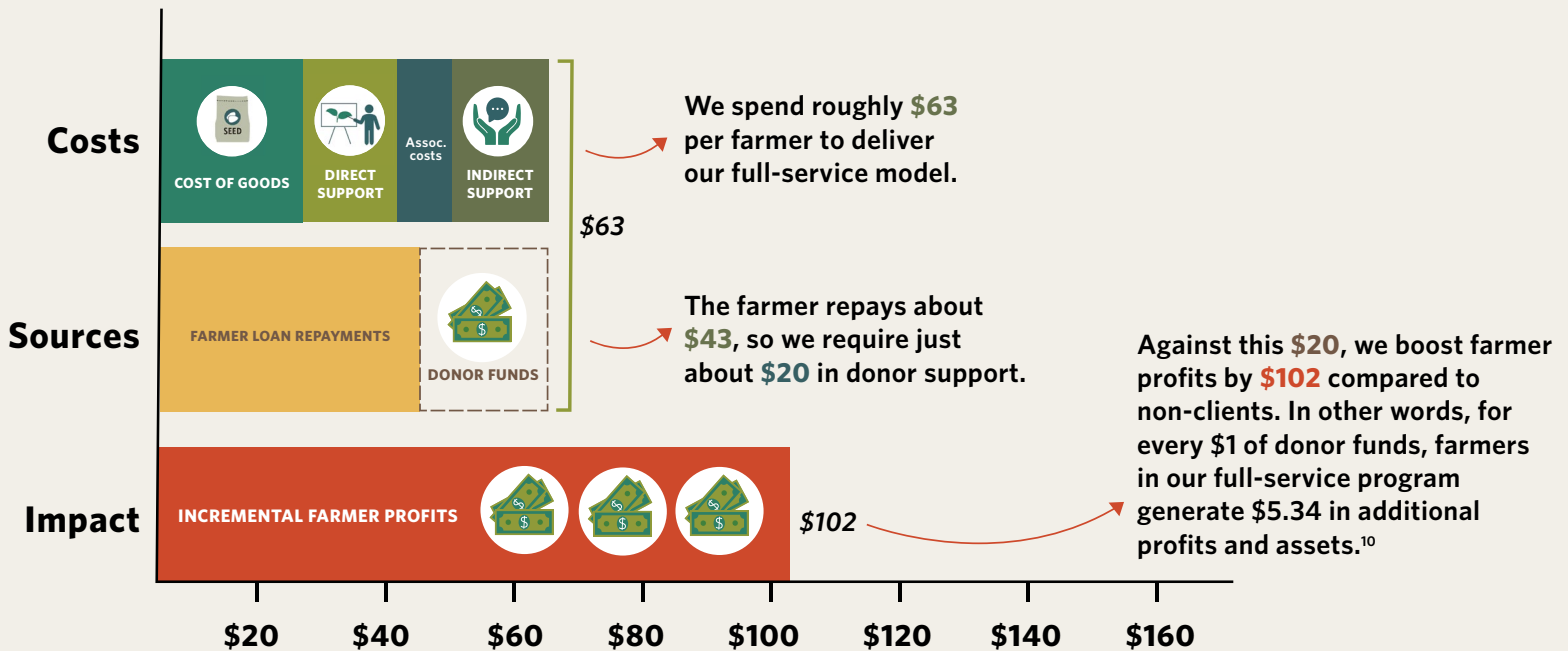 Costs
SEED
COST OF GOODS
DIRECT
SUPPORT
Assoc.
costs
INDIRECT
SUPPORT
We spend roughly $63
per farmer to deliver
our full-service model.
$63
Sources
FARMER LOAN REPAYMENTS
$
$
DONOR FUNDS
The farmer repays about
$43, so we require just
about $20 in donor support.
Impact
INCREMENTAL FARMER PROFITS
$
$
$
$
$
$
$102
Against this $20, we boost farmer
profits by $102 compared to
non-clients. In other words, for
every $1 of donor funds, farmers
in our full-service program
generate $5.34 in additional
profits and assets.¹⁰
$20 $40 $60 $80 $100 $120 $140 $160